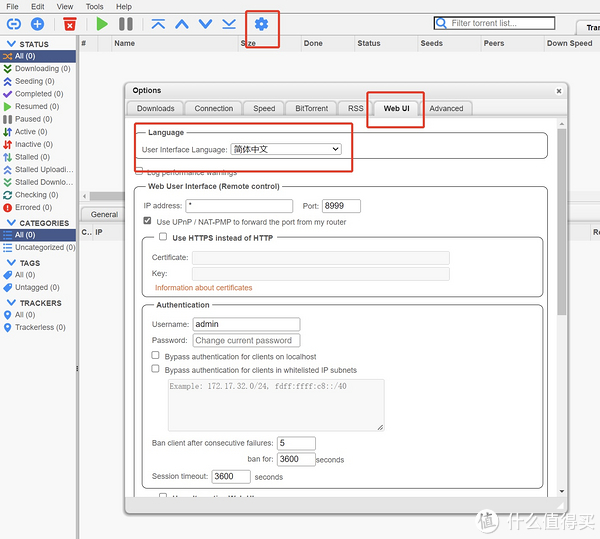 File Edit View Tools Help
Filter torrent list...
Tran
STATUS
All (0)
Downloading (0)
Seeding (0)
Completed (0)
Resumed (0)
Paused (0)
Active (0)
Inactive (0)
Stalled (0)
Stalled Uploadi...
Stalled Downlo...
Checking (0)
Errored (0)
CATEGORIES
All (0)
Uncategorized (0)
TAGS
All (0)
Untagged (0)
TRACKERS
All (0)
Trackerless (0)
# Name Size Done Status Seeds Peers Down Speed
General
C.. IP
Re
Options
Downloads Connection Speed BitTorrent RSS Web UI Advanced
Language
User Interface Language: 简体中文
Log performance warnings
Web User Interface (Remote control)
IP address: * Port: 8999
Use UPnP / NAT-PMP to forward the port from my router
Use HTTPS instead of HTTP
Certificate:
Key:
Information about certificates
Authentication
Username: admin
Password: Change current password
Bypass authentication for clients on localhost
Bypass authentication for clients in whitelisted IP subnets
Example: 172.17.32.0/24, fdff:ffff:c8::/40
Ban client after consecutive failures: 5
ban for: 3600 seconds
Session timeout: 3600 seconds
值 什么值得买